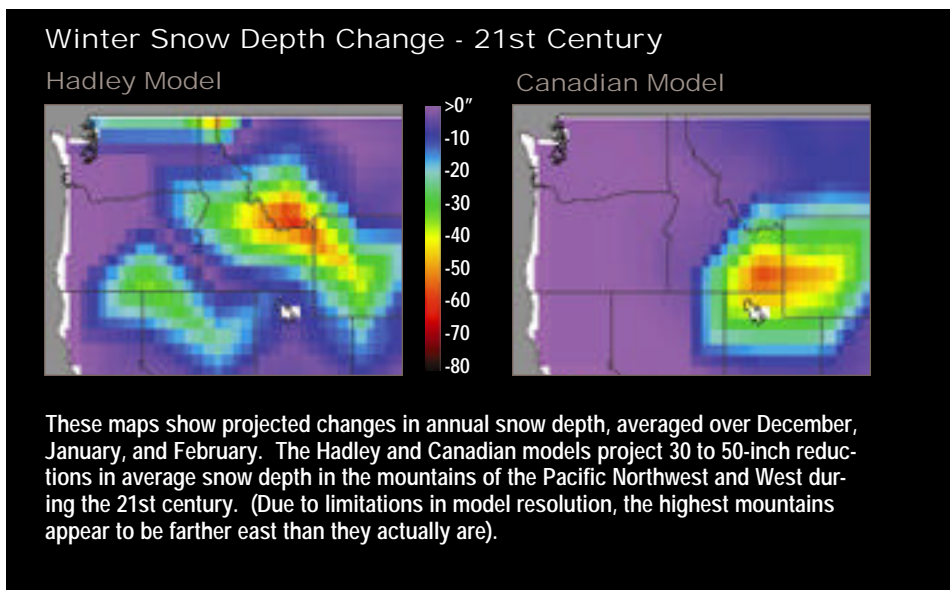 Winter Snow Depth Change - 21st Century
Hadley Model
Canadian Model
>0”
-10
-20
-30
-40
-50
-60
-70
-80
These maps show projected changes in annual snow depth, averaged over December,
January, and February. The Hadley and Canadian models project 30 to 50-inch reduc-
tions in average snow depth in the mountains of the Pacific Northwest and West dur-
ing the 21st century. (Due to limitations in model resolution, the highest mountains
appear to be farther east than they actually are).